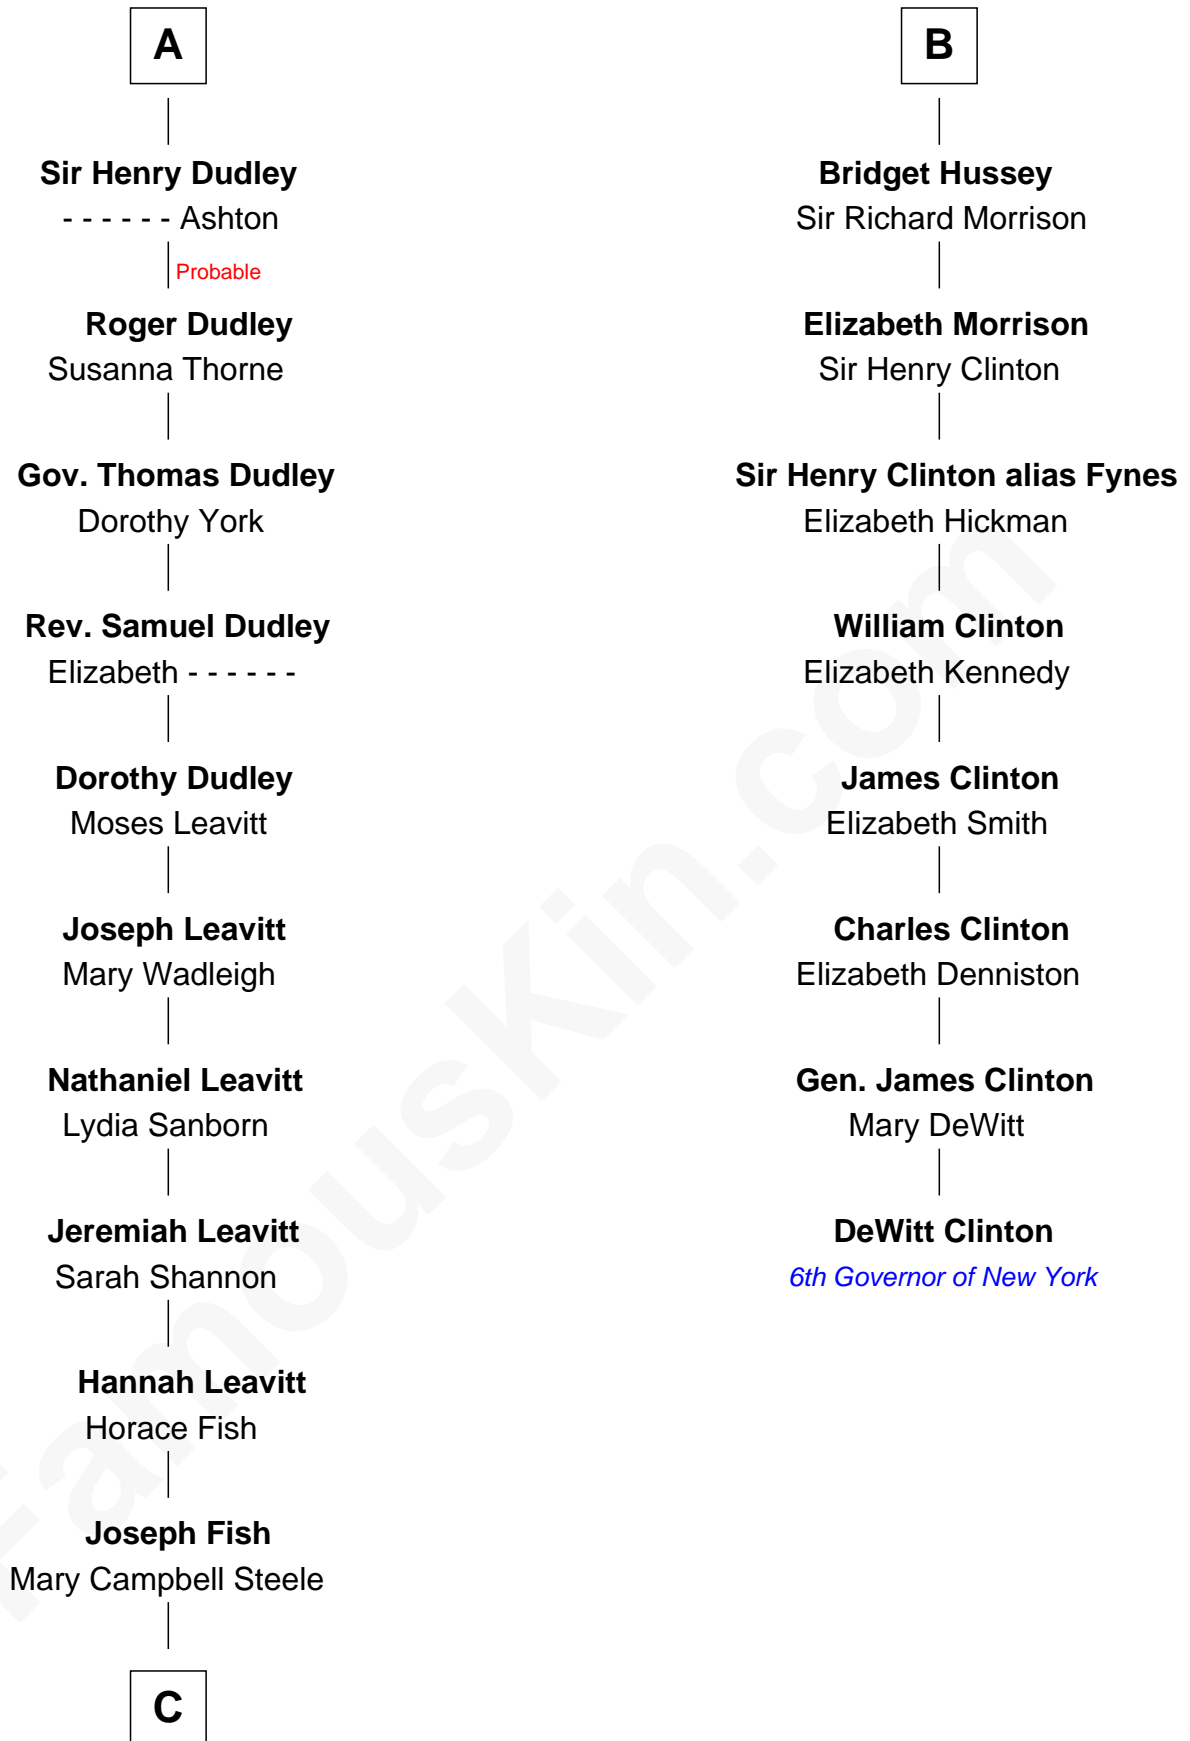 A
Sir Henry Dudley
- - - - - - Ashton
Probable
Roger Dudley
Susanna Thorne
Gov. Thomas Dudley
Dorothy York
Rev. Samuel Dudley
Elizabeth - - - - - -
Dorothy Dudley
Moses Leavitt
Joseph Leavitt
Mary Wadleigh
Nathaniel Leavitt
Lydia Sanborn
Jeremiah Leavitt
Sarah Shannon
Hannah Leavitt
Horace Fish
Joseph Fish
Mary Campbell Steele
C
B
Bridget Hussey
Sir Richard Morrison
Elizabeth Morrison
Sir Henry Clinton
Sir Henry Clinton alias Fynes
Elizabeth Hickman
William Clinton
Elizabeth Kennedy
James Clinton
Elizabeth Smith
Charles Clinton
Elizabeth Denniston
Gen. James Clinton
Mary DeWitt
DeWitt Clinton
6th Governor of New York
FamousKin.com